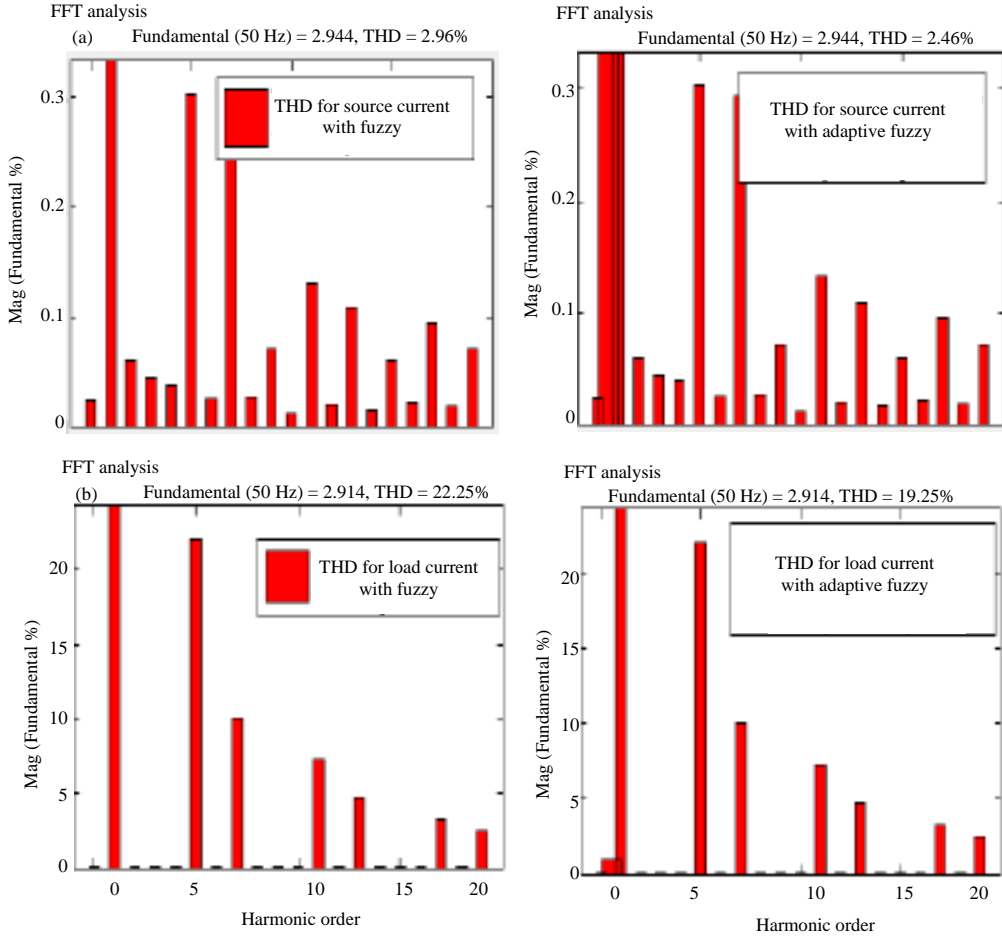 FFT analysis
(a)
Fundamental (50 Hz) = 2.944, THD = 2.96%
0.3
0.2
0.1
0
Mag (Fundamental %)
THD for source current
with fuzzy
FFT analysis
Fundamental (50 Hz) = 2.944, THD = 2.46%
0.3
0.2
0.1
0
Mag (Fundamental %)
THD for source current
with adaptive fuzzy
FFT analysis
(b)
Fundamental (50 Hz) = 2.914, THD = 22.25%
20
15
10
5
0
Mag (Fundamental %)
THD for load current
with fuzzy
0 5 10 15 20
Harmonic order
FFT analysis
Fundamental (50 Hz) = 2.914, THD = 19.25%
20
15
10
5
0
Mag (Fundamental %)
THD for load current
with adaptive fuzzy
0 5 10 15 20
Harmonic order